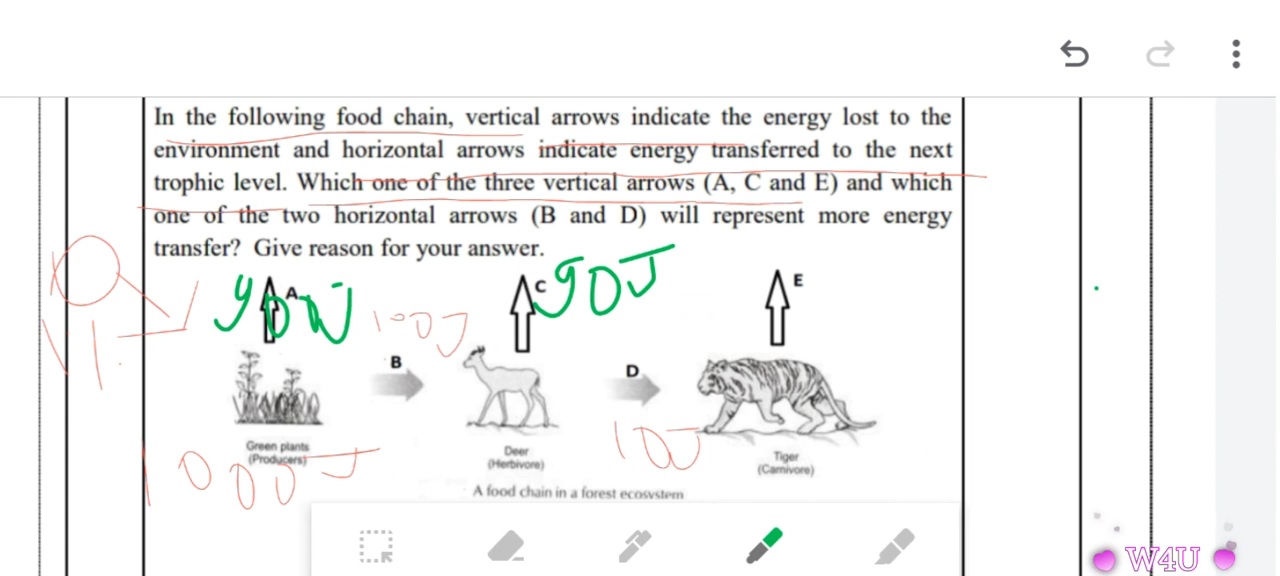 In the following food chain, vertical arrows indicate the energy lost to the
environment and horizontal arrows indicate energy transferred to the next
trophic level. Which one of the three vertical arrows (A, C and E) and which
one of the two horizontal arrows (B and D) will represent more energy
transfer? Give reason for your answer.
A
900J
100J
C
90J
E
B
D
Green plants
(Producers)
1000J
Deer
(Herbivore)
10J
Tiger
(Carnivore)
A food chain in a forest ecosystem
W4U